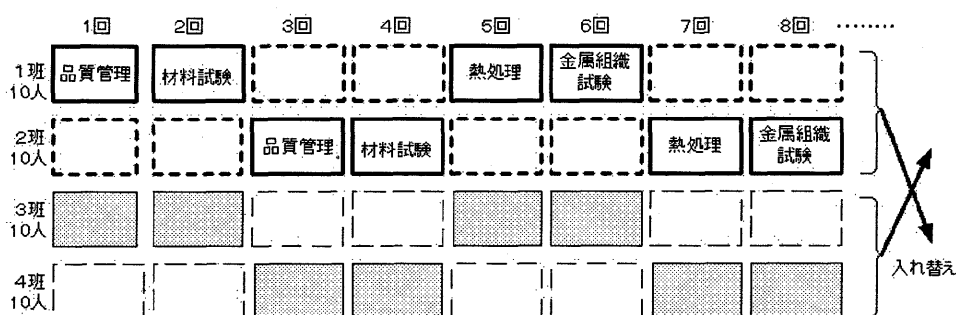 1回 2回 3回 4回 5回 6回 7回 8回 ………
1班
10人
品質管理 材料試験 熱処理 金属組織
試験
2班
10人
品質管理 材料試験 熱処理 金属組織
試験
3班
10人
4班
10人
入れ替え